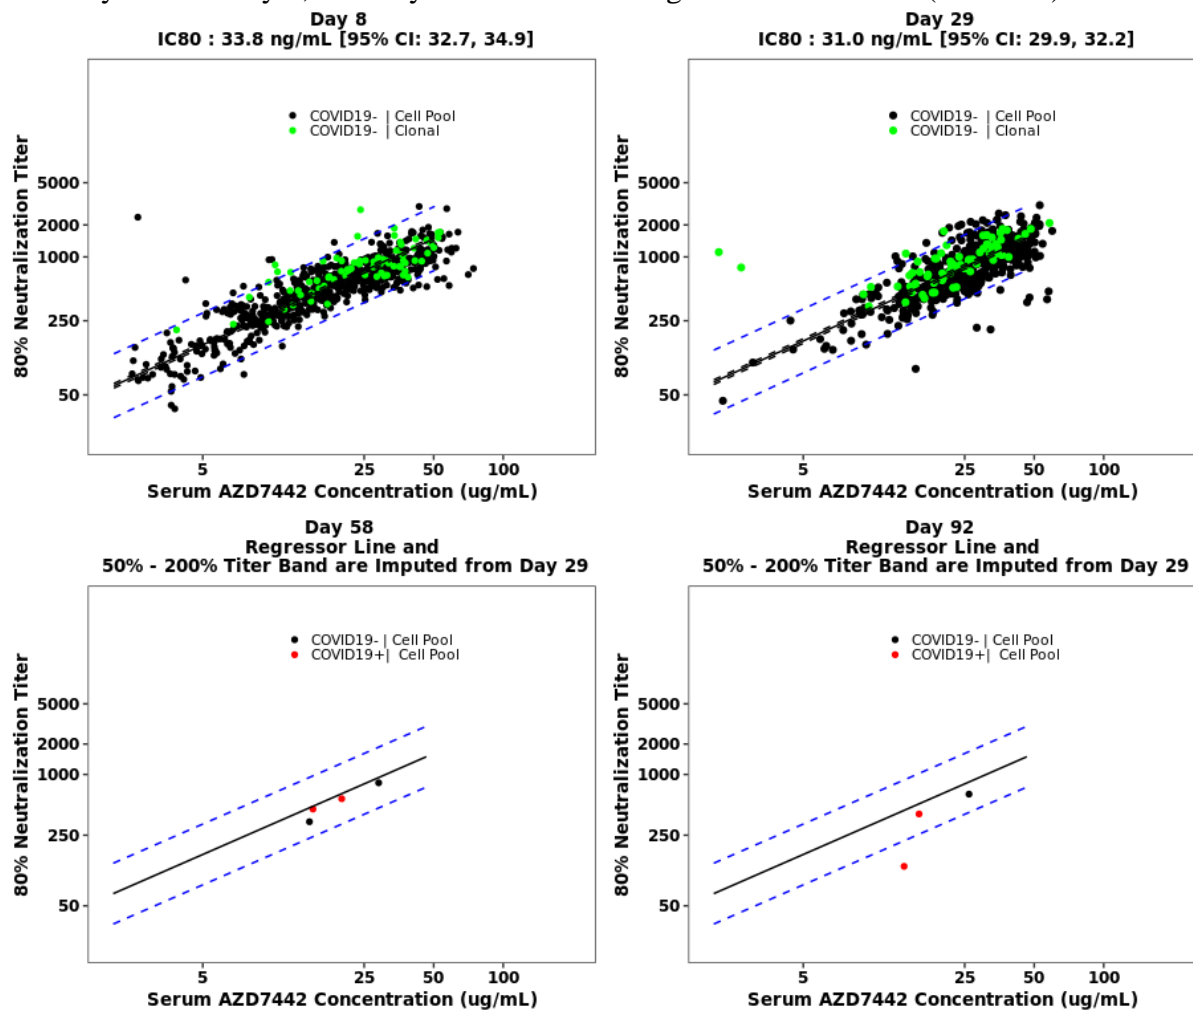 Day 8
IC80 : 33.8 ng/mL [95% CI: 32.7, 34.9]
COVID19- | Cell Pool
COVID19- | Clonal
80% Neutralization Titer
5000
2000
1000
250
50
5
25
50
100
Serum AZD7442 Concentration (ug/mL)
Day 29
IC80 : 31.0 ng/mL [95% CI: 29.9, 32.2]
COVID19- | Cell Pool
COVID19- | Clonal
80% Neutralization Titer
5000
2000
1000
250
50
5
25
50
100
Serum AZD7442 Concentration (ug/mL)
Day 58
Regressor Line and
50% - 200% Titer Band are Imputed from Day 29
COVID19- | Cell Pool
COVID19+| Cell Pool
80% Neutralization Titer
5000
2000
1000
250
50
5
25
50
100
Serum AZD7442 Concentration (ug/mL)
Day 92
Regressor Line and
50% - 200% Titer Band are Imputed from Day 29
COVID19- | Cell Pool
COVID19+| Cell Pool
80% Neutralization Titer
5000
2000
1000
250
50
5
25
50
100
Serum AZD7442 Concentration (ug/mL)